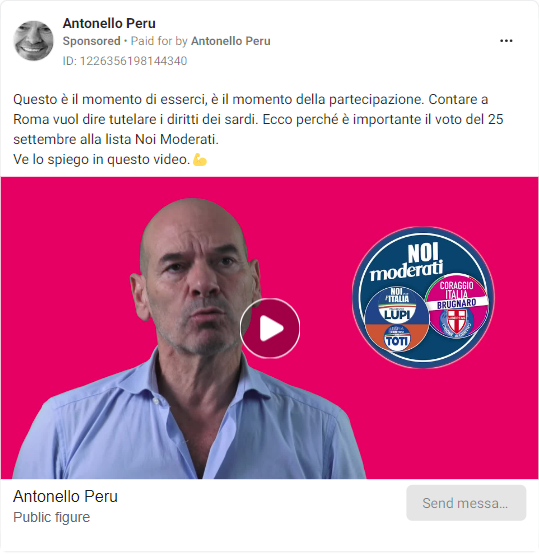 Antonello Peru
Sponsored • Paid for by Antonello Peru
ID: 1226356198144340
Questo è il momento di esserci, è il momento della partecipazione. Contare a
Roma vuol dire tutelare i diritti dei sardi. Ecco perché è importante il voto del 25
settembre alla lista Noi Moderati.
Ve lo spiego in questo video.💪
NOI
moderati
NOI
L'ITALIA
LUPI
TOTI
CORAGGIO
ITALIA
BRUGNARO
Antonello Peru
Public figure
Send messa...